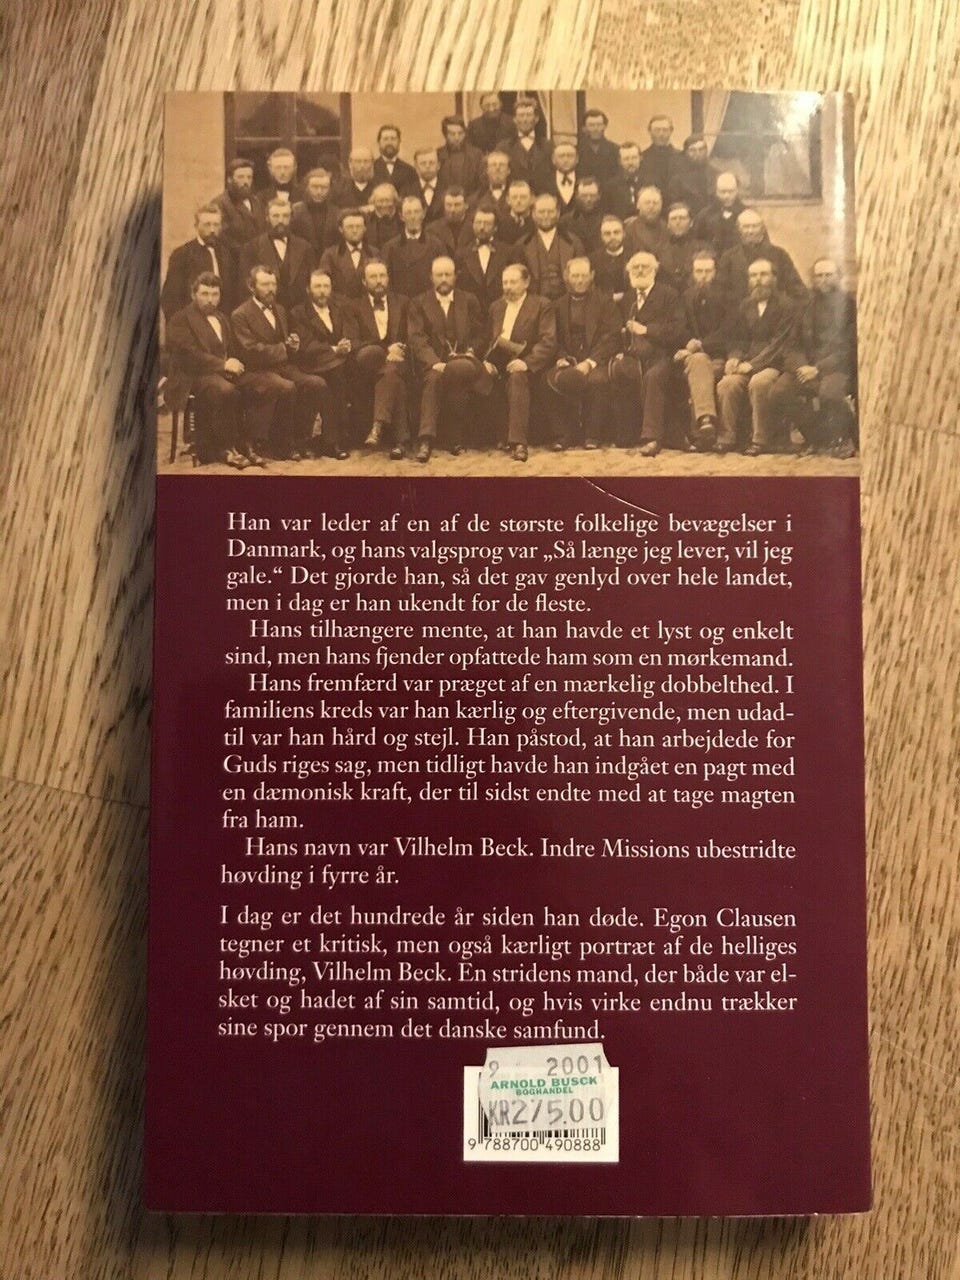 Han var leder af en af de største folkelige bevægelser i
Danmark, og hans valgsprog var „Så længe jeg lever, vil jeg
gale.“ Det gjorde han, så det gav genlyd over hele landet,
men i dag er han ukendt for de fleste.
Hans tilhængere mente, at han havde et lyst og enkelt
sind, men hans fjender opfattede ham som en mørkemand.
Hans fremfærd var præget af en mærkelig dobbelthed. I
familiens kreds var han kærlig og eftergivende, men udad-
til var han hård og stejl. Han påstod, at han arbejdede for
Guds riges sag, men tidligt havde han indgået en pagt med
en dæmonisk kraft, der til sidst endte med at tage magten
fra ham.
Hans navn var Vilhelm Beck. Indre Missions ubestridte
høvding i fyrre år.
I dag er det hundrede år siden han døde. Egon Clausen
tegner et kritisk, men også kærligt portræt af de helliges
høvding, Vilhelm Beck. En stridens mand, der både var el-
sket og hadet af sin samtid, og hvis virke endnu trækker
sine spor gennem det danske samfund.
9 2001
ARNOLD BUSCK
BOGHANDEL
KR275.00
9 788700 490888